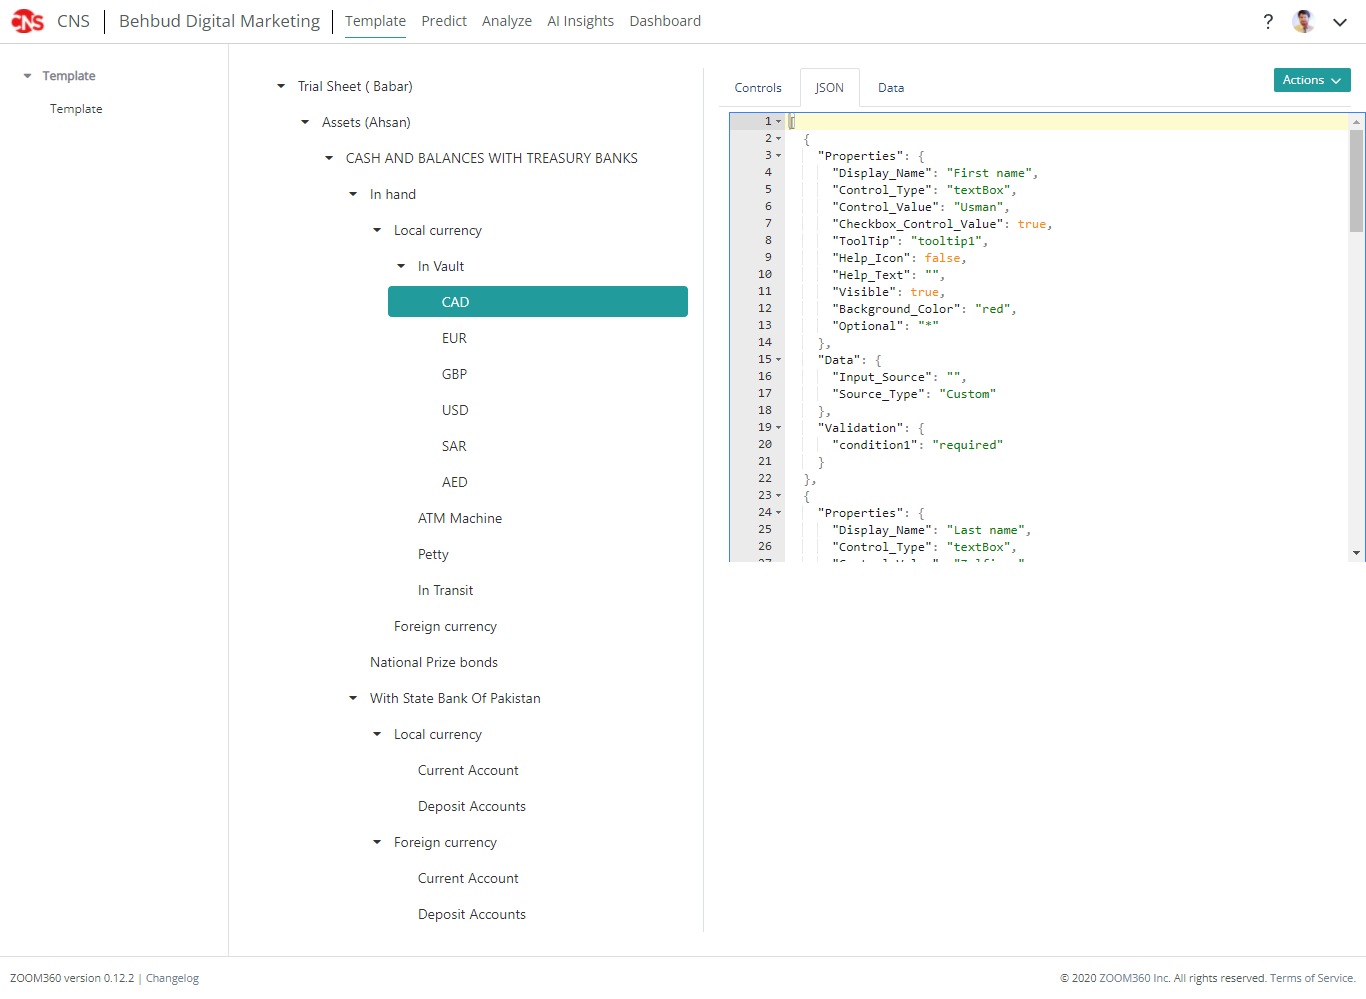 CNS CNS Behbud Digital Marketing Template Predict Analyze AI Insights Dashboard ?
Template
Template
Trial Sheet ( Babar)
Assets (Ahsan)
CASH AND BALANCES WITH TREASURY BANKS
In hand
Local currency
In Vault
CAD
EUR
GBP
USD
SAR
AED
ATM Machine
Petty
In Transit
Foreign currency
National Prize bonds
With State Bank Of Pakistan
Local currency
Current Account
Deposit Accounts
Foreign currency
Current Account
Deposit Accounts
Controls JSON Data Actions
1 [
2 {
3 "Properties": {
4 "Display_Name": "First name",
5 "Control_Type": "textBox",
6 "Control_Value": "Usman",
7 "Checkbox_Control_Value": true,
8 "ToolTip": "tooltip1",
9 "Help_Icon": false,
10 "Help_Text": "",
11 "Visible": true,
12 "Background_Color": "red",
13 "Optional": "*"
14 },
15 "Data": {
16 "Input_Source": "",
17 "Source_Type": "Custom"
18 },
19 "Validation": {
20 "condition1": "required"
21 }
22 },
23 {
24 "Properties": {
25 "Display_Name": "Last name",
26 "Control_Type": "textBox",
ZOOM360 version 0.12.2 | Changelog
© 2020 ZOOM360 Inc. All rights reserved. Terms of Service.